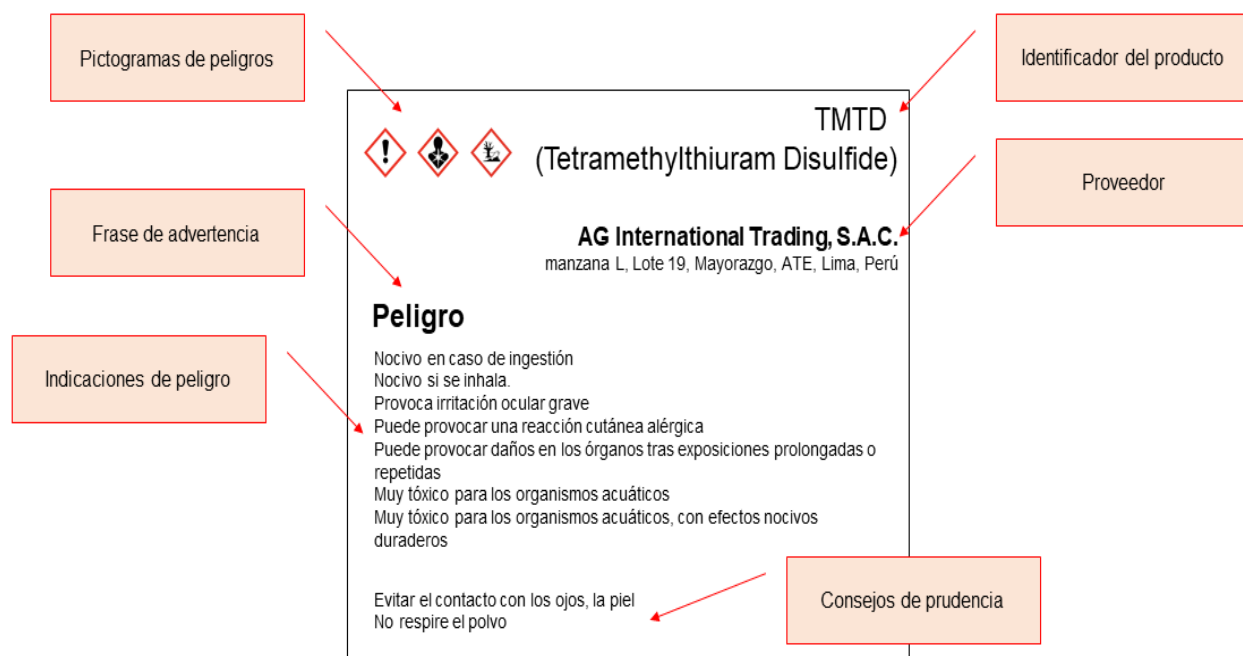 Pictogramas de peligros
Identificador del producto
TMTD
(Tetramethylthiuram Disulfide)
Proveedor
Frase de advertencia
AG International Trading, S.A.C.
manzana L, Lote 19, Mayorazgo, ATE, Lima, Perú
Peligro
Indicaciones de peligro
Nocivo en caso de ingestión
Nocivo si se inhala.
Provoca irritación ocular grave
Puede provocar una reacción cutánea alérgica
Puede provocar daños en los órganos tras exposiciones prolongadas o
repetidas
Muy tóxico para los organismos acuáticos
Muy tóxico para los organismos acuáticos, con efectos nocivos
duraderos
Consejos de prudencia
Evitar el contacto con los ojos, la piel
No respire el polvo